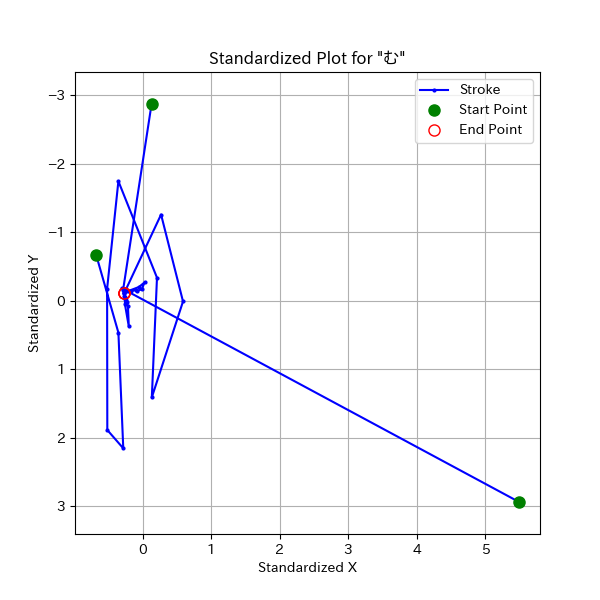 Standardized Plot for "む"
Stroke
Start Point
End Point
−3
−2
−1
0
1
2
3
Standardized Y
0 1 2 3 4 5
Standardized X